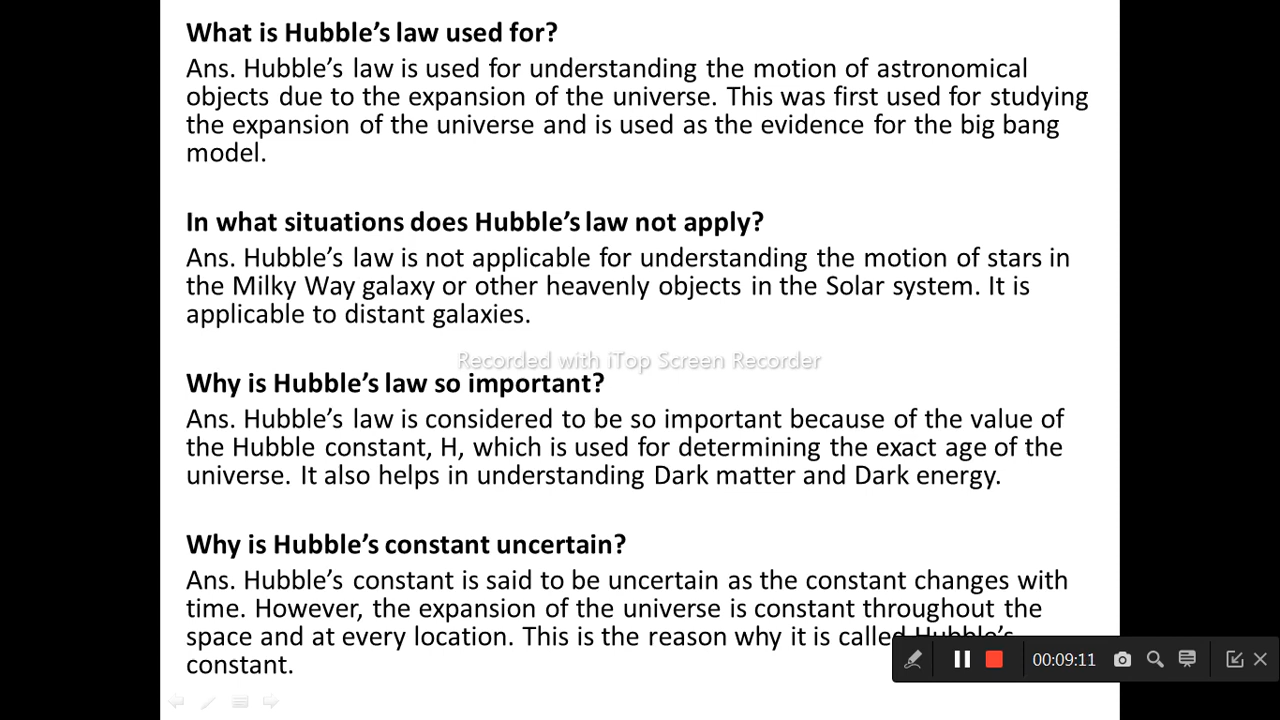 What is Hubble’s law used for?
Ans. Hubble’s law is used for understanding the motion of astronomical
objects due to the expansion of the universe. This was first used for studying
the expansion of the universe and is used as the evidence for the big bang
model.
In what situations does Hubble’s law not apply?
Ans. Hubble’s law is not applicable for understanding the motion of stars in
the Milky Way galaxy or other heavenly objects in the Solar system. It is
applicable to distant galaxies.
Recorded with iTop Screen Recorder
Why is Hubble’s law so important?
Ans. Hubble’s law is considered to be so important because of the value of
the Hubble constant, H, which is used for determining the exact age of the
universe. It also helps in understanding Dark matter and Dark energy.
Why is Hubble’s constant uncertain?
Ans. Hubble’s constant is said to be uncertain as the constant changes with
time. However, the expansion of the universe is constant throughout the
space and at every location. This is the reason why it is called Hubble’s
constant.
00:09:11